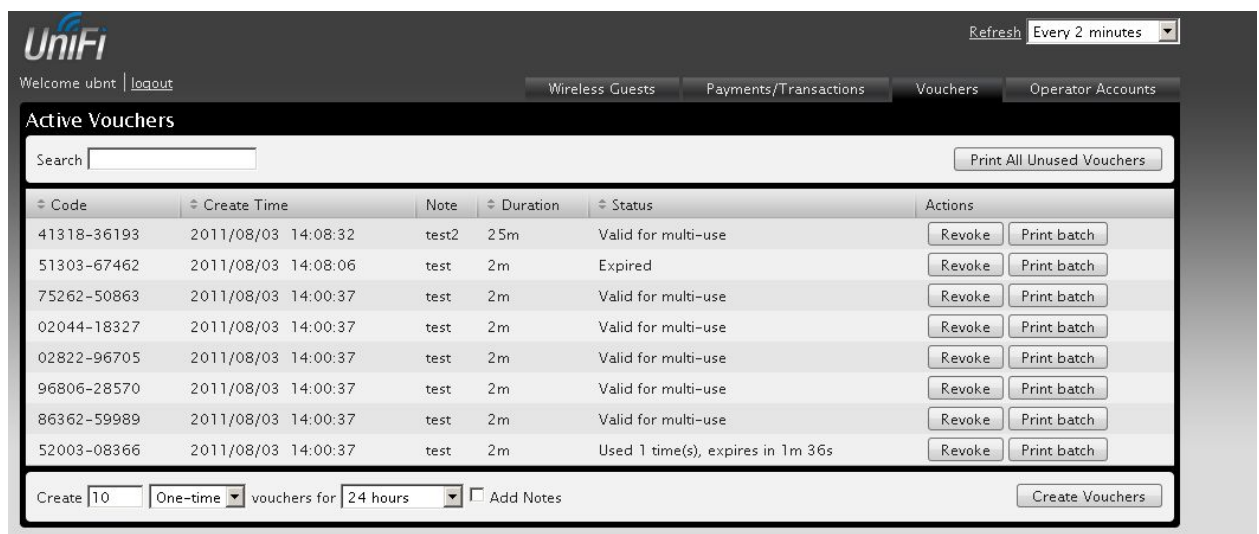 UniFi
Refresh Every 2 minutes
Welcome ubnt | logout
Wireless Guests Payments/Transactions Vouchers Operator Accounts
Active Vouchers
Search Print All Unused Vouchers
Code Create Time Note Duration Status Actions
41318-36193 2011/08/03 14:08:32 test2 25m Valid for multi-use Revoke Print batch
51303-67462 2011/08/03 14:08:06 test 2m Expired Revoke Print batch
75262-50863 2011/08/03 14:00:37 test 2m Valid for multi-use Revoke Print batch
02044-18327 2011/08/03 14:00:37 test 2m Valid for multi-use Revoke Print batch
02822-96705 2011/08/03 14:00:37 test 2m Valid for multi-use Revoke Print batch
96806-28570 2011/08/03 14:00:37 test 2m Valid for multi-use Revoke Print batch
86362-59989 2011/08/03 14:00:37 test 2m Valid for multi-use Revoke Print batch
52003-08366 2011/08/03 14:00:37 test 2m Used 1 time(s), expires in 1m 36s Revoke Print batch
Create 10 One-time vouchers for 24 hours Add Notes Create Vouchers